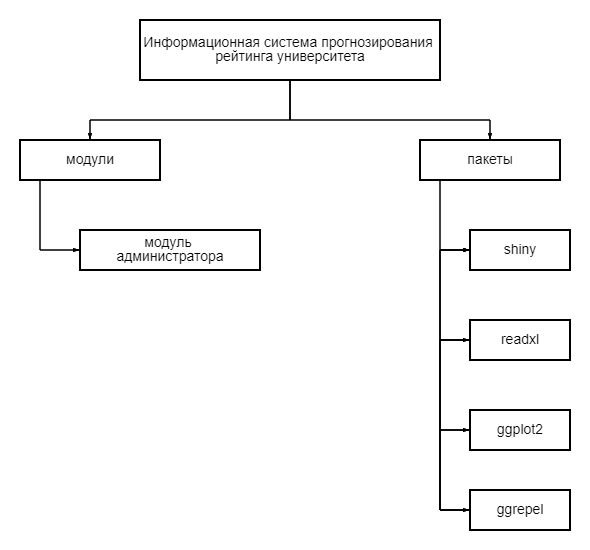 Информационная система прогнозирования
рейтинга университета
модули
пакеты
модуль
администратора
shiny
readxl
ggplot2
ggrepel